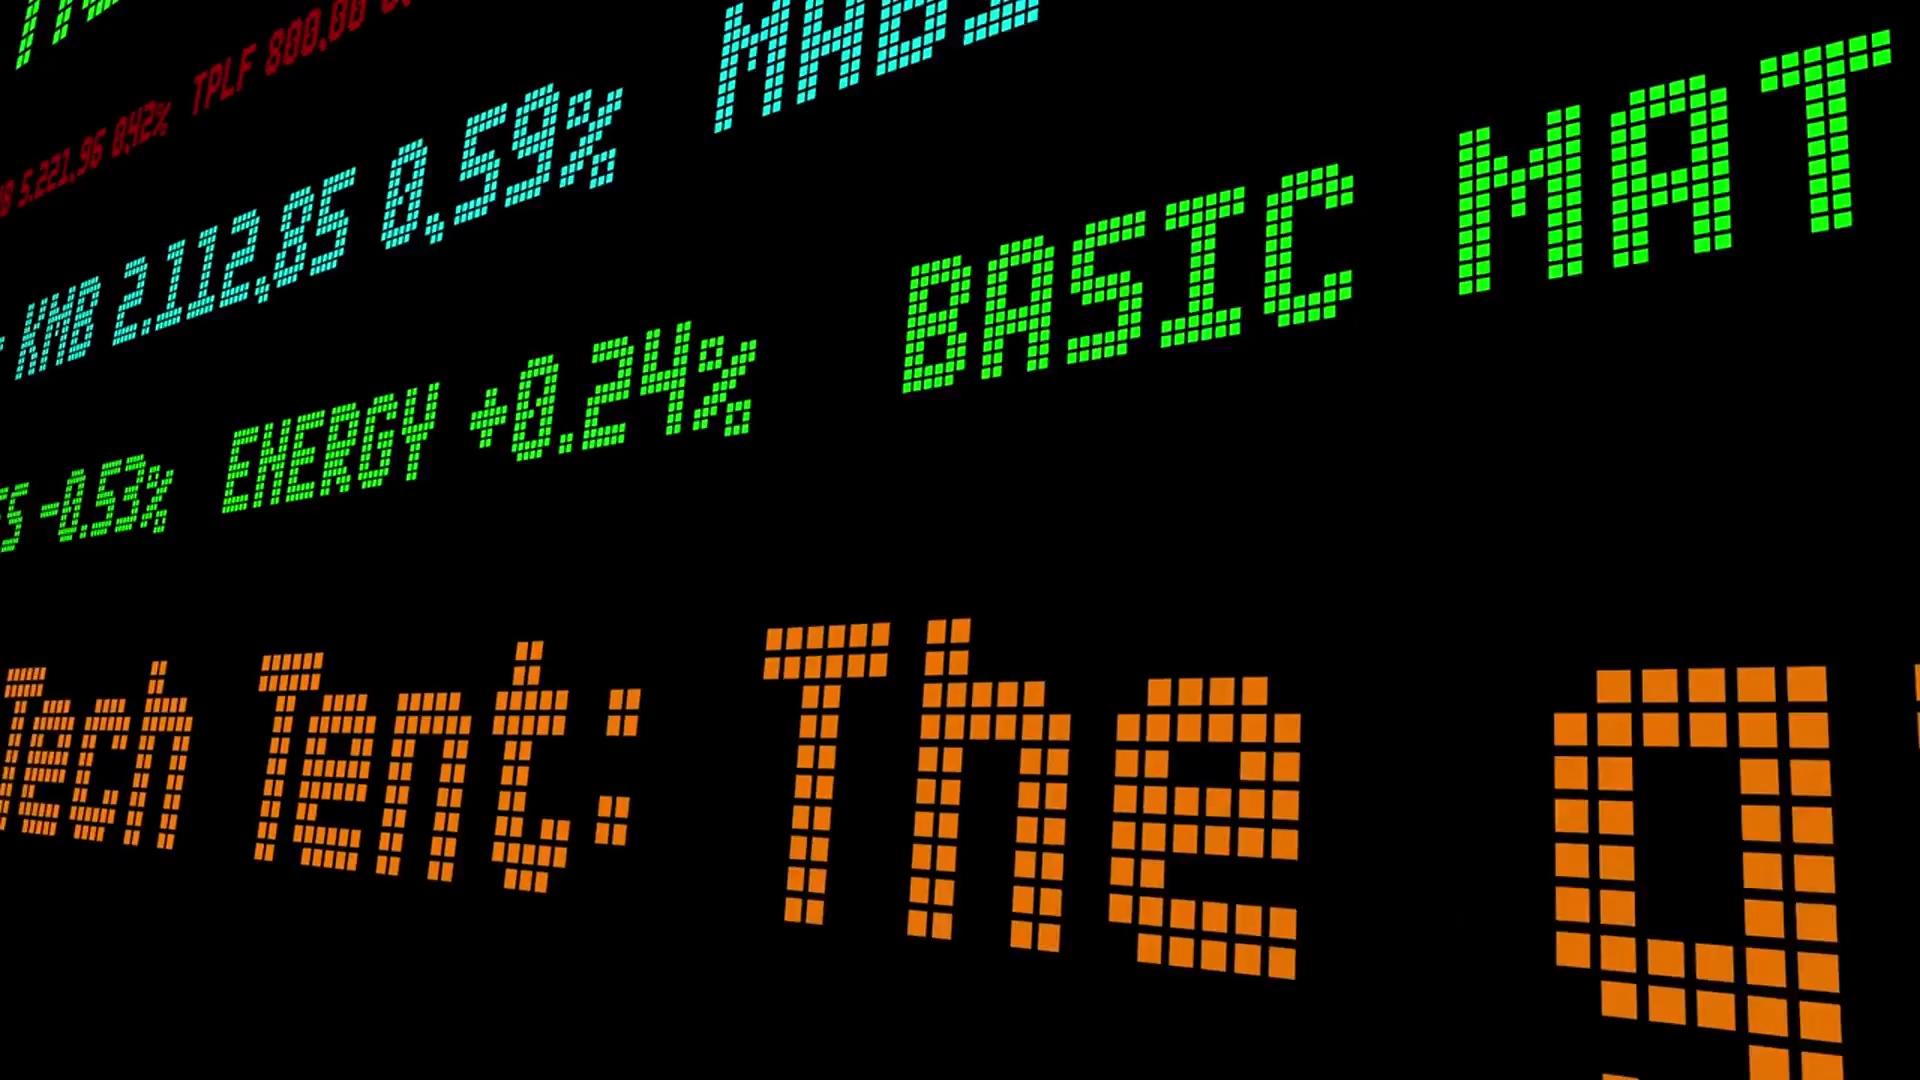 5.221,96 0,42% TPLF 800,00
KMB 2.112,85 0,59%
-0.53% ENERGY +0.24% BASIC MAT
Tech Tent: The g